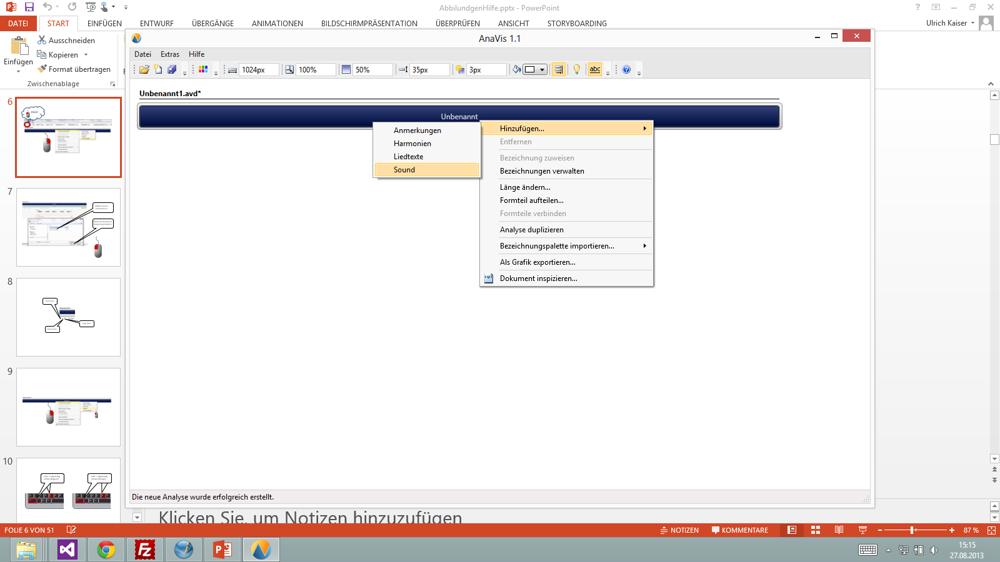 AbbilundgenHilfe.pptx - PowerPoint
?
DATEI START EINFÜGEN ENTWURF ÜBERGÄNGE ANIMATIONEN BILDSCHIRMPRÄSENTATION ÜBERPRÜFEN ANSICHT STORYBOARDING
Ulrich Kaiser
Einfügen
Ausschneiden
Kopieren
Format übertragen
Zwischenablage
AnaVis 1.1
Datei Extras Hilfe
1024px 100% 50% 35px 3px abc
Unbenannt1.avd*
Unbenannt
Anmerkungen
Harmonien
Liedtexte
Sound
Hinzufügen...
Entfernen
Bezeichnung zuweisen
Bezeichnungen verwalten
Länge ändern...
Formteil aufteilen...
Formteile verbinden
Analyse duplizieren
Bezeichnungspalette importieren...
Als Grafik exportieren...
Dokument inspizieren...
6
7
8
9
10
Die neue Analyse wurde erfolgreich erstellt.
Klicken Sie, um Notizen hinzuzufügen
FOLIE 6 VON 51
NOTIZEN KOMMENTARE 87 %
15:15
27.08.2013